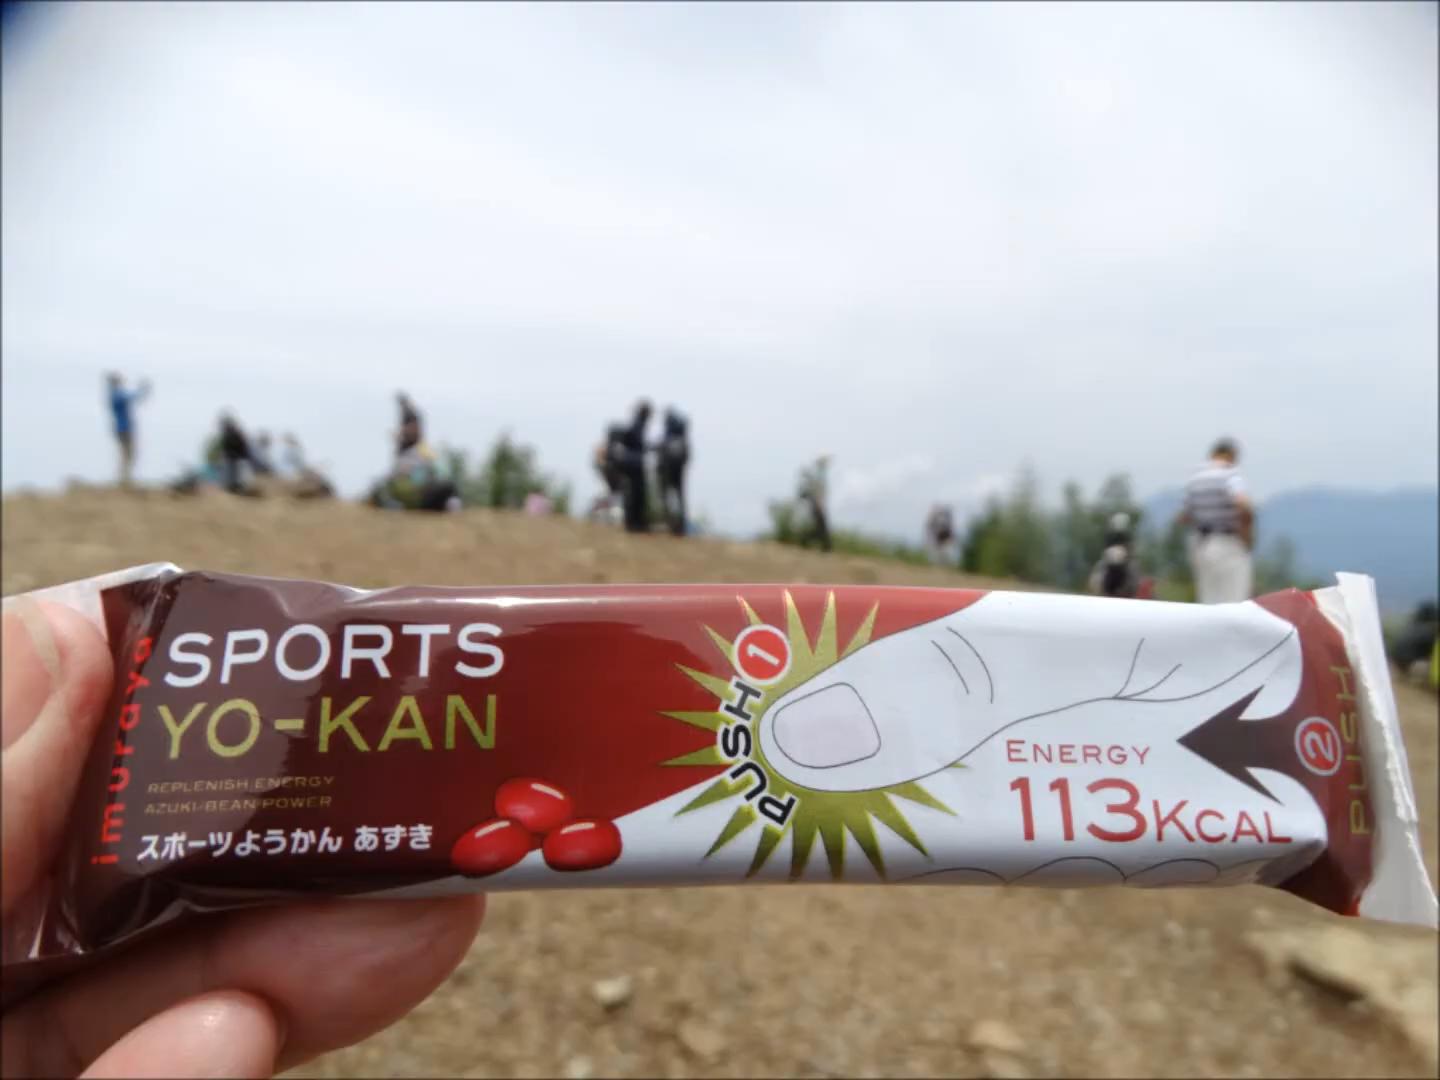 imuraya
SPORTS
YO-KAN
REPLENISH ENERGY
AZUKI-BEAN POWER
スポーツようかん あずき
PUSH 1
ENERGY
113KCAL
2 PUSH